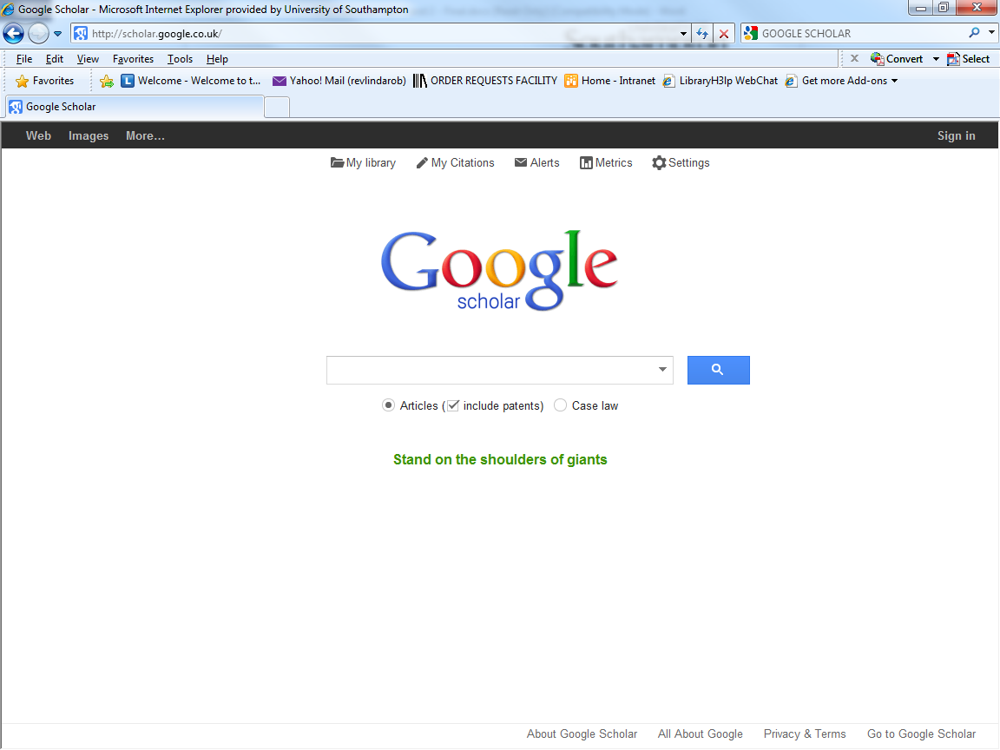 Google Scholar - Microsoft Internet Explorer provided by University of Southampton
http://scholar.google.co.uk/
GOOGLE SCHOLAR
File Edit View Favorites Tools Help
Convert Select
Favorites Welcome - Welcome to t... Yahoo! Mail (revlindarob) ORDER REQUESTS FACILITY Home - Intranet LibraryH3lp WebChat Get more Add-ons
Google Scholar
Web Images More... Sign in
My library My Citations Alerts Metrics Settings
Google
scholar
Articles (include patents) Case law
Stand on the shoulders of giants
About Google Scholar All About Google Privacy & Terms Go to Google Scholar